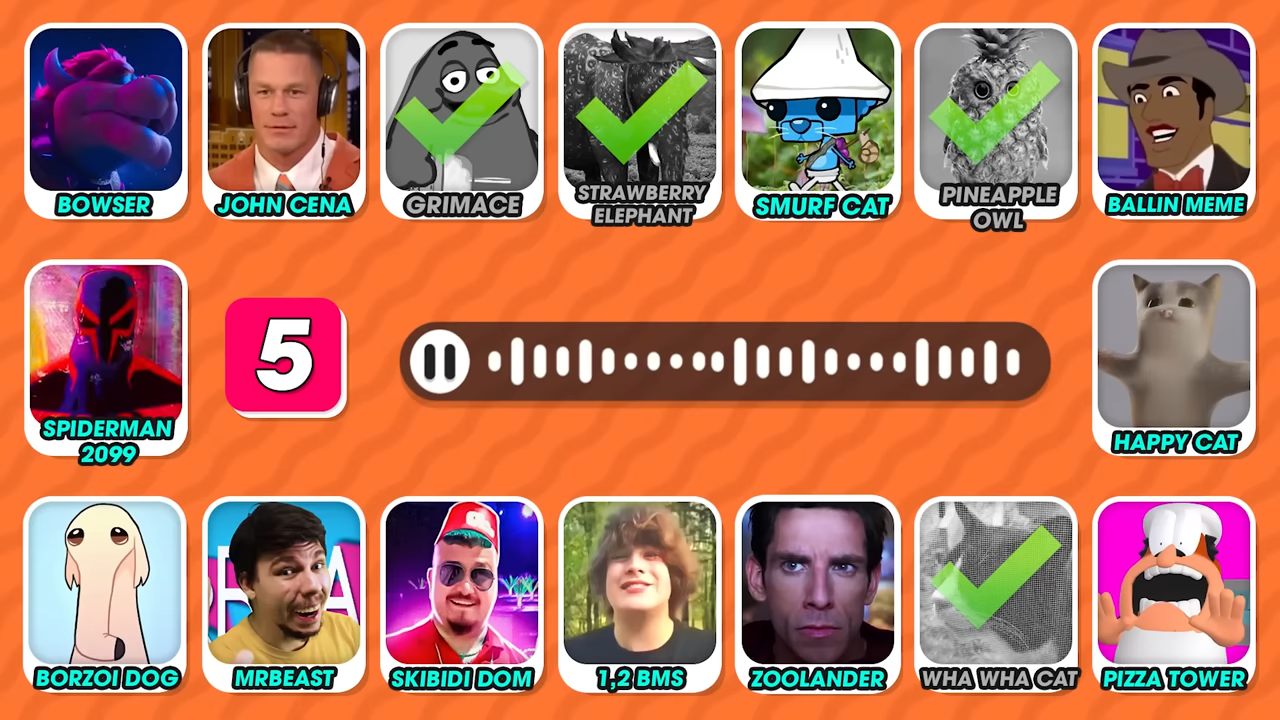 BOWSER
JOHN CENA
GRIMACE
STRAWBERRY
ELEPHANT
SMURF CAT
PINEAPPLE
OWL
BALLIN MEME
SPIDERMAN
2099
5
HAPPY CAT
BORZOI DOG
MRBEAST
SKIBIDI DOM
1,2 BMS
ZOOLANDER
WHA WHA CAT
PIZZA TOWER